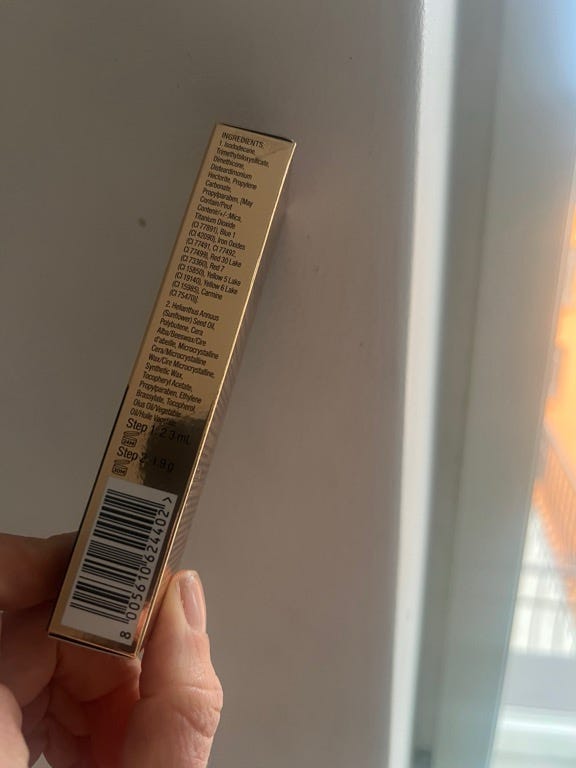 INGREDIENTS:
1. Isododecane,
Trimethylsiloxysilicate,
Dimethicone,
Disteardimonium
Hectorite, Propylene
Carbonate,
Propylparaben, [May
Contain/Peut
Contenir/+/-:Mica,
Titanium Dioxide
(CI 77891), Blue 1
(CI 42090), Iron Oxides
(CI 77491, CI 77492,
CI 77499), Red 30 Lake
(CI 73360), Red 7
(CI 15850), Yellow 5 Lake
(CI 19140), Yellow 6 Lake
(CI 15985), Carmine
(CI 75470)].
2. Helianthus Annuus
(Sunflower) Seed Oil,
Polybutene, Cera
Alba/Beeswax/Cire
d'abeille, Microcrystalline
Cera/Microcrystalline
Wax/Cire Microcrystalline,
Synthetic Wax,
Tocopheryl Acetate,
Propylparaben, Ethylene
Brassylate, Tocopherol,
Olus Oil/Vegetable
Oil/Huile Végétale
Step 1: 2.3 mL
24M
Step 2: 1.9 g
30M
8 005610 624402 >